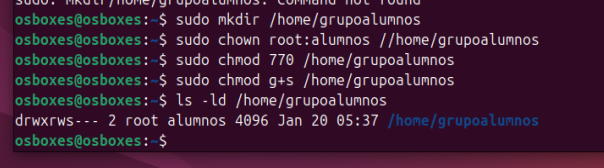 sudo: Mkdir/home/grupoalumnos: command not found
osboxes@osboxes:~$ sudo mkdir /home/grupoalumnos
osboxes@osboxes:~$ sudo chown root:alumnos //home/grupoalumnos
osboxes@osboxes:~$ sudo chmod 770 /home/grupoalumnos
osboxes@osboxes:~$ sudo chmod g+s /home/grupoalumnos
osboxes@osboxes:~$ ls -ld /home/grupoalumnos
drwxrws--- 2 root alumnos 4096 Jan 20 05:37 /home/grupoalumnos
osboxes@osboxes:~$